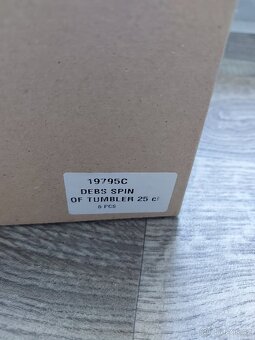 19795C
DEBS SPIN
OF TUMBLER 25 cl
6 PCS